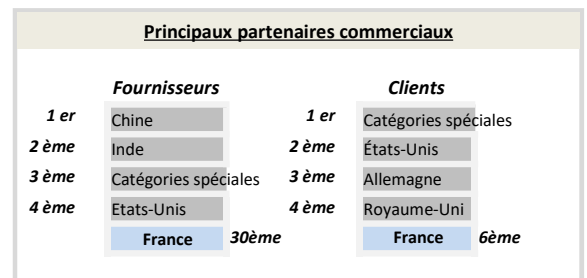 Principaux partenaires commerciaux
Fournisseurs Clients
1 er Chine 1 er Catégories spéciales
2 ème Inde 2 ème États-Unis
3 ème Catégories spéciales 3 ème Allemagne
4 ème Etats-Unis 4 ème Royaume-Uni
France 30ème France 6ème